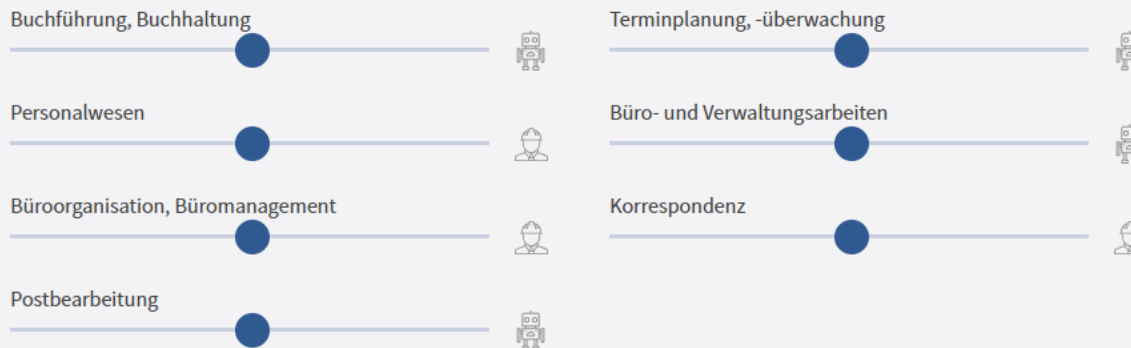 Buchführung, Buchhaltung
Terminplanung, -überwachung
Personalwesen
Büro- und Verwaltungsarbeiten
Büroorganisation, Büromanagement
Korrespondenz
Postbearbeitung